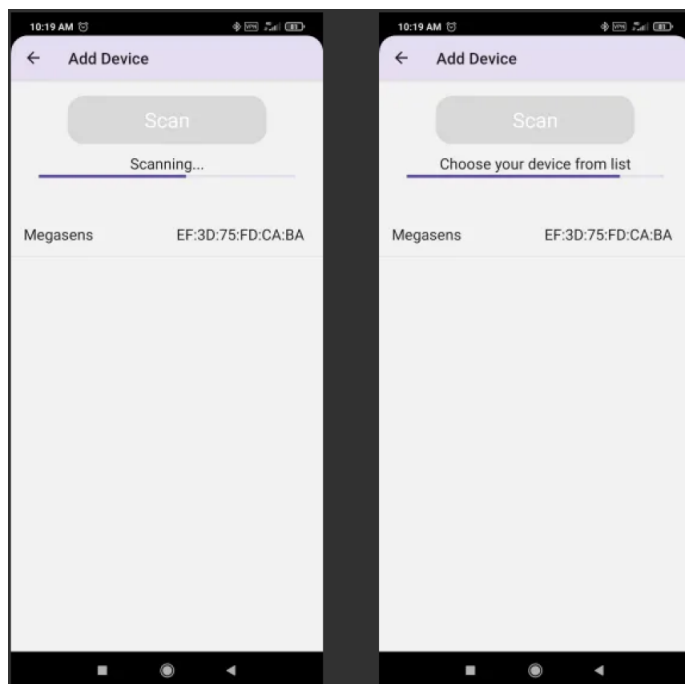 10:19 AM
Add Device
Scan
Scanning...
Megasens EF:3D:75:FD:CA:BA
10:19 AM
Add Device
Scan
Choose your device from list
Megasens EF:3D:75:FD:CA:BA